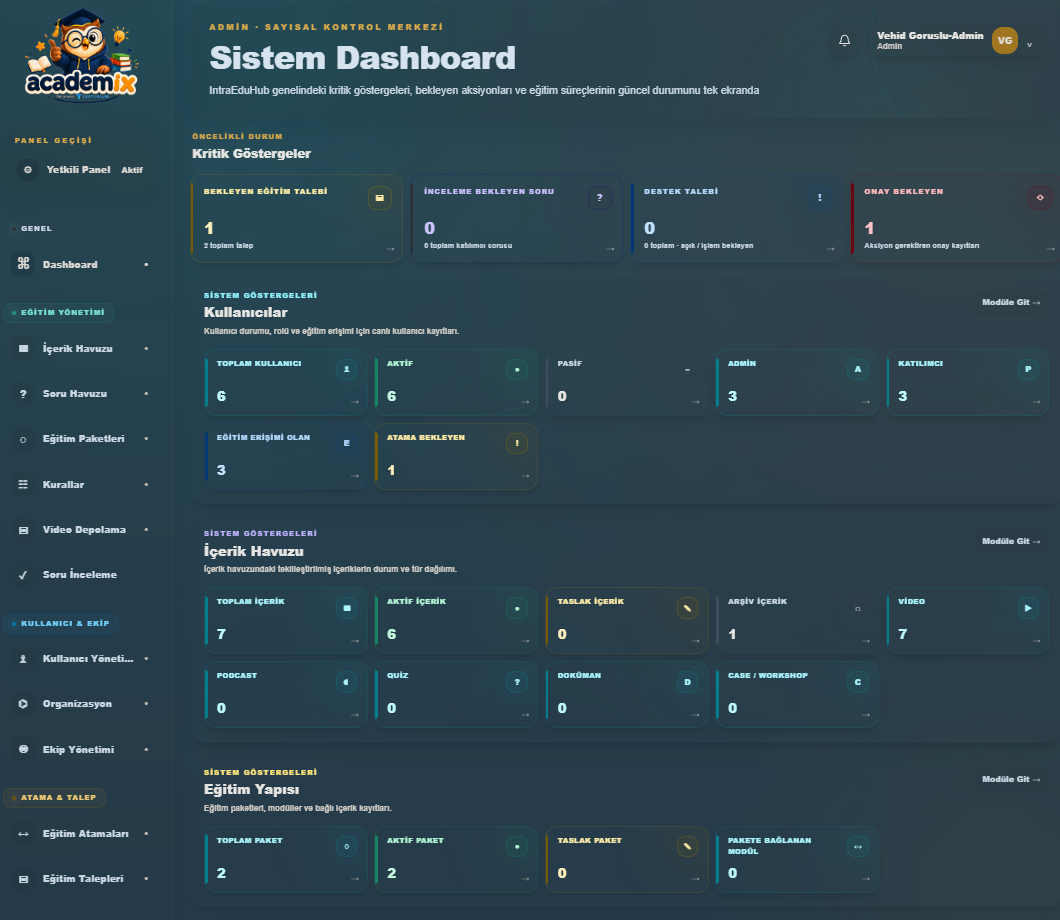 academix
PANEL GEÇİŞİ
Yetkili Panel Aktif
GENEL
Dashboard
EĞİTİM YÖNETİMİ
İçerik Havuzu
Soru Havuzu
Eğitim Paketleri
Kurallar
Video Depolama
Soru İnceleme
KULLANICI & EKİP
Kullanıcı Yöneti...
Organizasyon
Ekip Yönetimi
ATAMA & TALEP
Eğitim Atamaları
Eğitim Talepleri
ADMİN · SAYISAL KONTROL MERKEZİ
Sistem Dashboard
IntraEduHub genelindeki kritik göstergeleri, bekleyen aksiyonları ve eğitim süreçlerinin güncel durumunu tek ekranda
Vehid Goruslu-Admin
Admin
VG
ÖNCELİKLİ DURUM
Kritik Göstergeler
BEKLEYEN EĞİTİM TALEBİ
1
2 toplam talep
→
İNCELEME BEKLEYEN SORU
?
0
0 toplam katılımcı sorusu
→
DESTEK TALEBİ
!
0
0 toplam · açık / işlem bekleyen
→
ONAY BEKLEYEN
1
Aksiyon gerektiren onay kayıtları
→
SİSTEM GÖSTERGELERİ
Kullanıcılar
Kullanıcı durumu, rolü ve eğitim erişimi için canlı kullanıcı kayıtları.
Modüle Git →
TOPLAM KULLANICI
6
→
AKTİF
6
→
PASİF
–
0
→
ADMİN
A
3
→
KATILIMCI
P
3
→
EĞİTİM ERİŞİMİ OLAN
E
3
→
ATAMA BEKLEYEN
!
1
→
SİSTEM GÖSTERGELERİ
İçerik Havuzu
İçerik havuzundaki tekilleştirilmiş içeriklerin durum ve tür dağılımı.
Modüle Git →
TOPLAM İÇERİK
7
→
AKTİF İÇERİK
6
→
TASLAK İÇERİK
0
→
ARŞİV İÇERİK
1
→
VİDEO
7
→
PODCAST
0
→
QUİZ
?
0
→
DOKÜMAN
D
0
→
CASE / WORKSHOP
C
0
→
SİSTEM GÖSTERGELERİ
Eğitim Yapısı
Eğitim paketleri, modüller ve bağlı içerik kayıtları.
Modüle Git →
TOPLAM PAKET
2
→
AKTİF PAKET
2
→
TASLAK PAKET
0
→
PAKETE BAĞLANAN
MODÜL
0
→